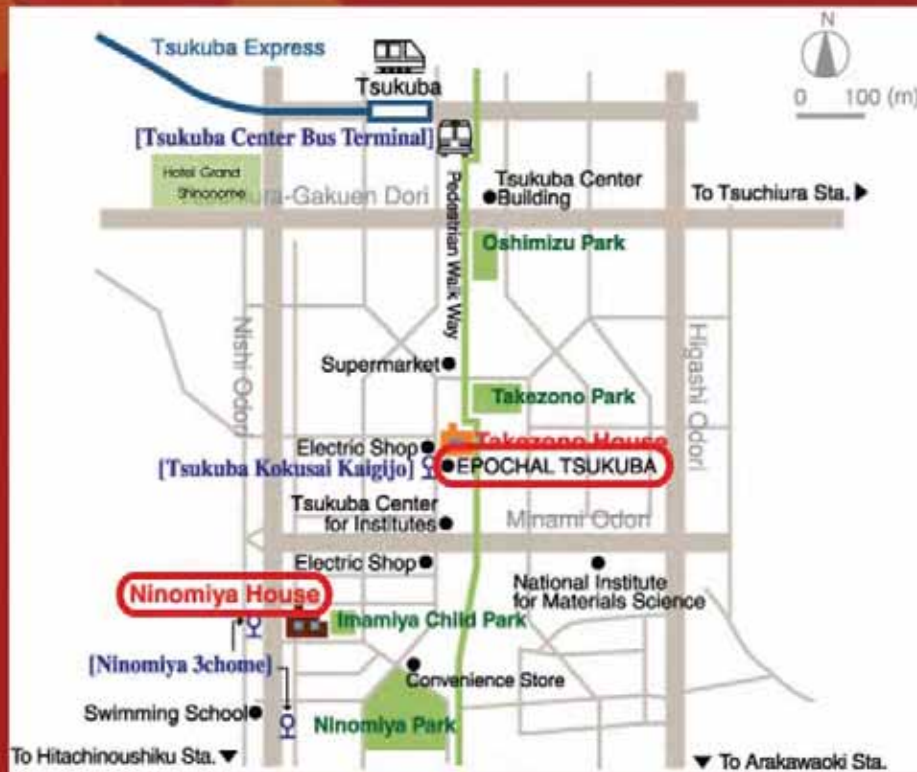 Tsukuba Express
Tsukuba
N
0 100 (m)
[Tsukuba Center Bus Terminal]
Hotel Grand
Shinonome
ura-Gakuen Dori
Pedestrian Walk Way
Tsukuba Center
Building
To Tsuchiura Sta.
Oshimizu Park
Nishi Odori
Higashi Odori
Supermarket
Takezono Park
Electric Shop
Takezono House
[Tsukuba Kokusai Kaigijo]
EPOCHAL TSUKUBA
Tsukuba Center
for Institutes
Minami Odori
Electric Shop
National Institute
for Materials Science
Ninomiya House
Imamiya Child Park
[Ninomiya 3chome]
Convenience Store
Swimming School
Ninomiya Park
To Hitachinoushiku Sta.
To Arakawaoki Sta.